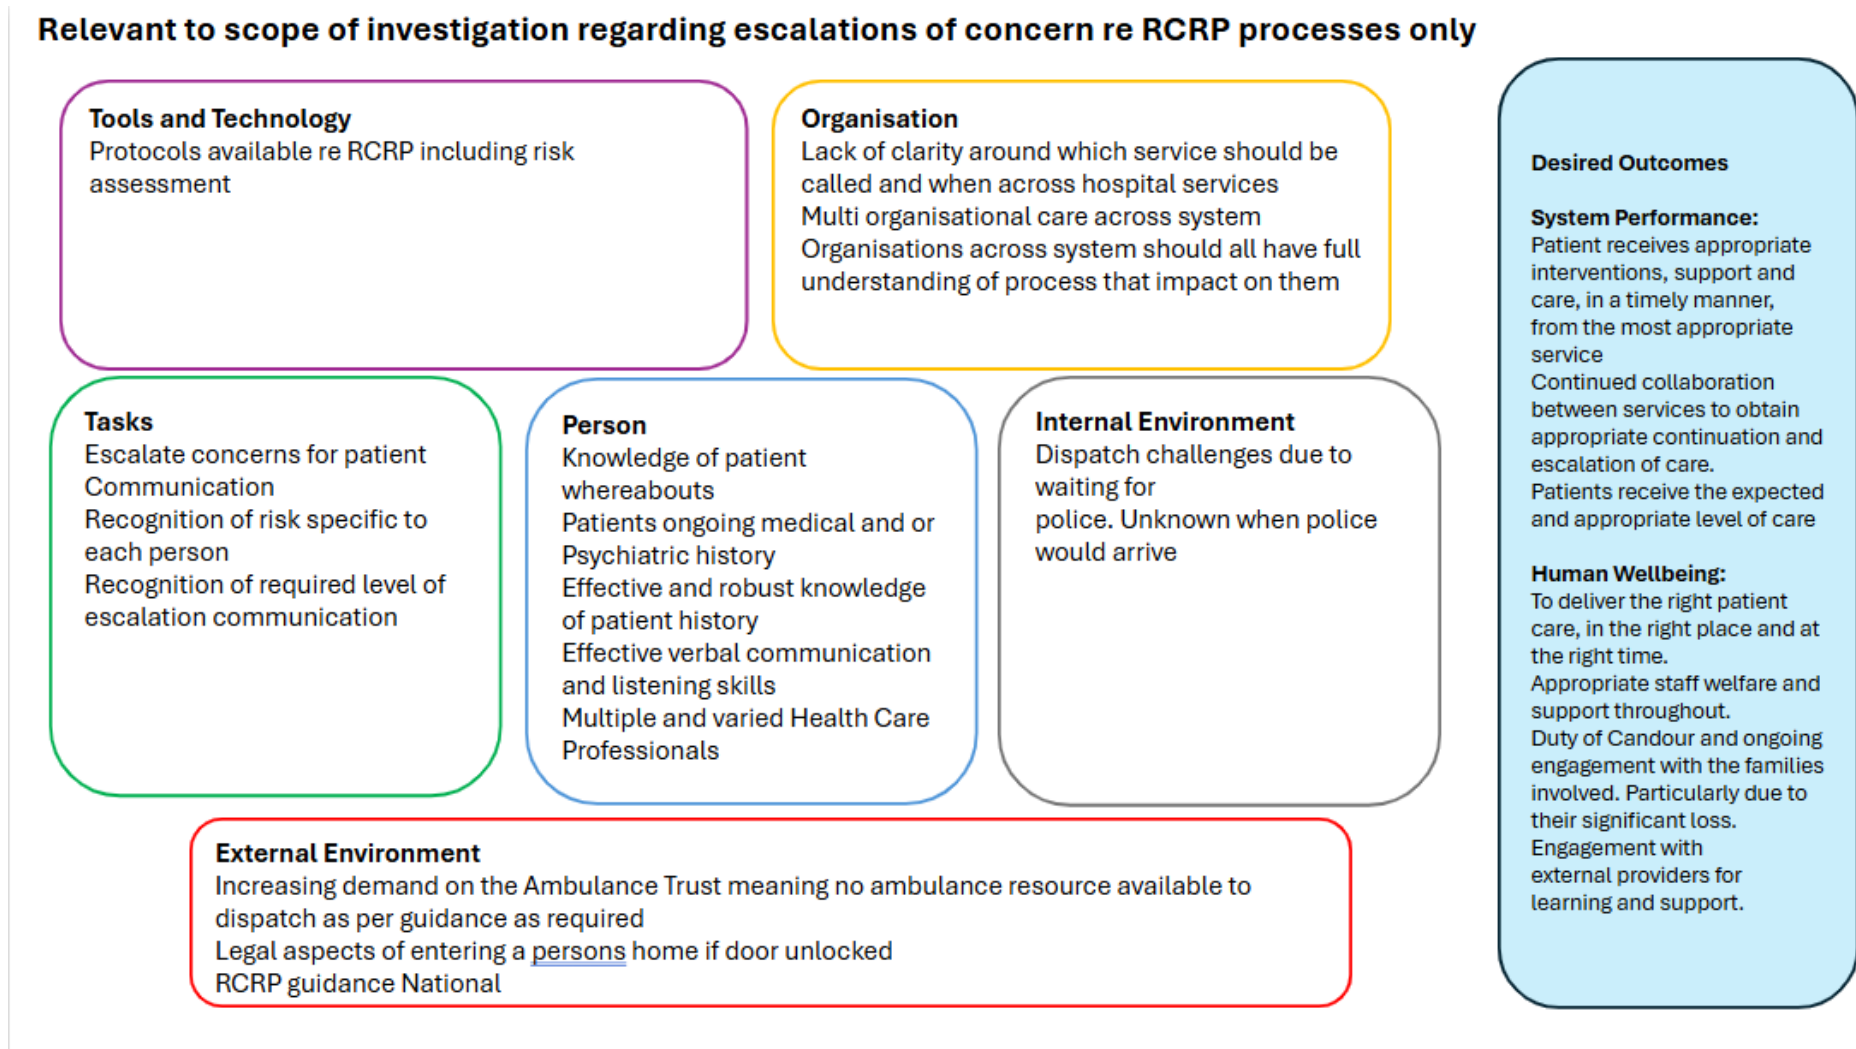 Relevant to scope of investigation regarding escalations of concern re RCRP processes only
Tools and Technology
Protocols available re RCRP including risk
assessment
Organisation
Lack of clarity around which service should be
called and when across hospital services
Multi organisational care across system
Organisations across system should all have full
understanding of process that impact on them
Tasks
Escalate concerns for patient
Communication
Recognition of risk specific to
each person
Recognition of required level of
escalation communication
Person
Knowledge of patient
whereabouts
Patients ongoing medical and or
Psychiatric history
Effective and robust knowledge
of patient history
Effective verbal communication
and listening skills
Multiple and varied Health Care
Professionals
Internal Environment
Dispatch challenges due to
waiting for
police. Unknown when police
would arrive
External Environment
Increasing demand on the Ambulance Trust meaning no ambulance resource available to
dispatch as per guidance as required
Legal aspects of entering a persons home if door unlocked
RCRP guidance National
Desired Outcomes
System Performance:
Patient receives appropriate
interventions, support and
care, in a timely manner,
from the most appropriate
service
Continued collaboration
between services to obtain
appropriate continuation and
escalation of care.
Patients receive the expected
and appropriate level of care
Human Wellbeing:
To deliver the right patient
care, in the right place and at
the right time.
Appropriate staff welfare and
support throughout.
Duty of Candour and ongoing
engagement with the families
involved. Particularly due to
their significant loss.
Engagement with
external providers for
learning and support.